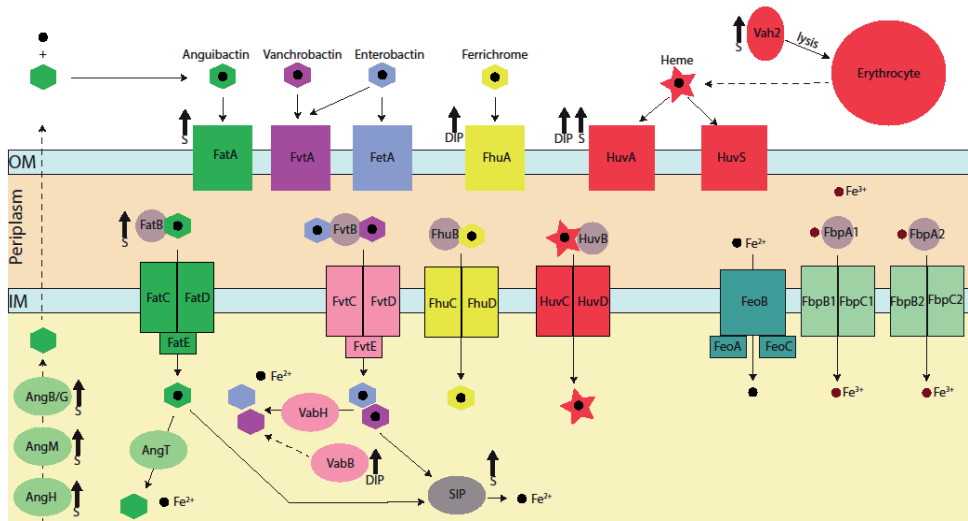 Vah2
S
lysis
Erythrocyte
+
Anguibactin
Vanchrobactin
Enterobactin
Ferrichrome
Heme
S
DIP
DIP
S
FatA
FvtA
FetA
FhuA
HuvA
HuvS
OM
Periplasm
Fe³⁺
FatB
S
FvtB
FhuB
HuvB
Fe²⁺
FbpA1
FbpA2
IM
FatC
FatD
FvtC
FvtD
FhuC
FhuD
HuvC
HuvD
FeoB
FbpB1
FbpC1
FbpB2
FbpC2
FatE
FvtE
FeoA
FeoC
Fe²⁺
Fe³⁺
Fe³⁺
AngB/G
S
VabH
AngM
S
AngT
VabB
DIP
S
AngH
S
Fe²⁺
SIP
Fe²⁺